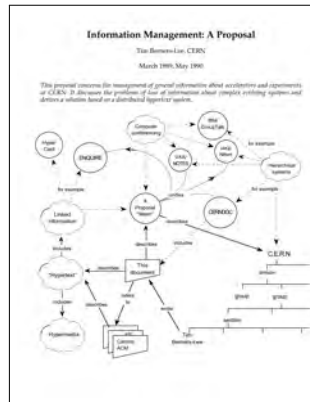 Information Management: A Proposal
Tim Berners-Lee, CERN
March 1989, May 1990
This proposal concerns the management of general information about accelerators and experiments
at CERN. It discusses the problems of loss of information about complex evolving systems and
derives a solution based on a distributed hypertext system.
IBM
GroupTalk
Computer
conferencing
Hyper
Card
ENQUIRE
VAX/
NOTES
uucp
News
for example
Hierarchical
systems
for example
for example
unifies
A
Proposal
"Mesh"
CERNDOC
Linked
information
describes
describes
includes
includes
C.E.R.N
division
"Hypertext"
describes
This
document
group
group
includes
describes
refers
to
wrote
section
Hypermedia
etc
Comms
ACM
Tim
Berners-Lee